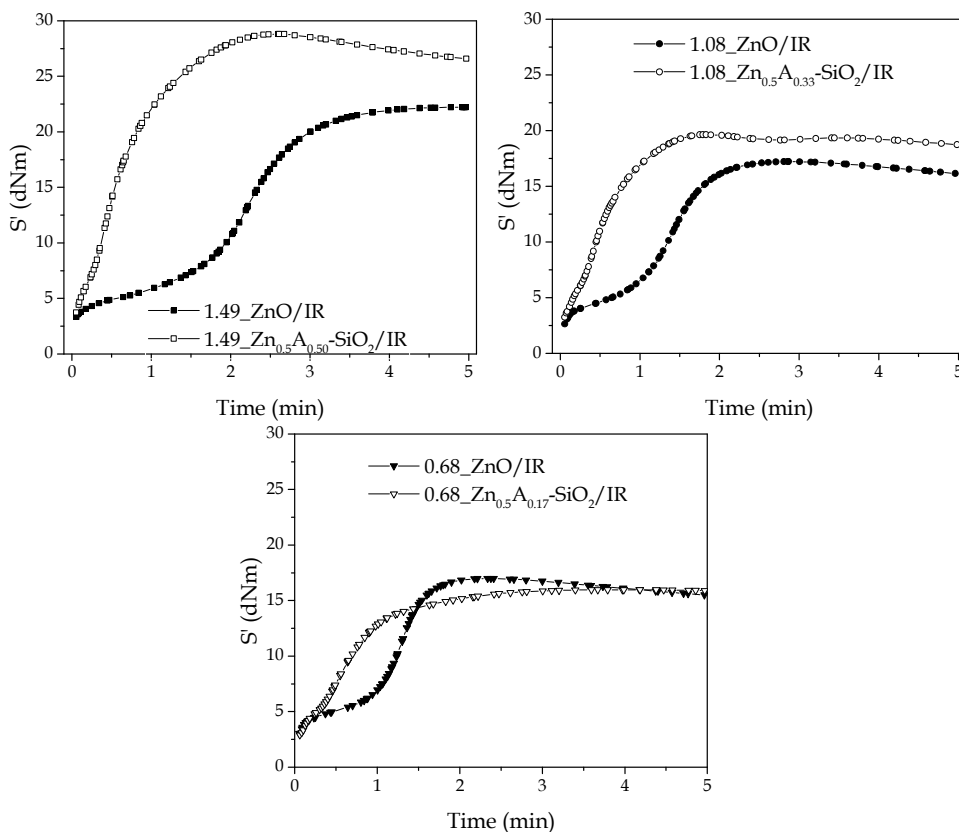 30
25
20
15
10
5
0
S' (dNm)
1.49_ZnO/IR
1.49_Zn0.5A0.50-SiO2/IR
0 1 2 3 4 5
Time (min)
30
25
20
15
10
5
0
S' (dNm)
1.08_ZnO/IR
1.08_Zn0.5A0.33-SiO2/IR
0 1 2 3 4 5
Time (min)
30
25
20
15
10
5
0
S' (dNm)
0.68_ZnO/IR
0.68_Zn0.5A0.17-SiO2/IR
0 1 2 3 4 5
Time (min)